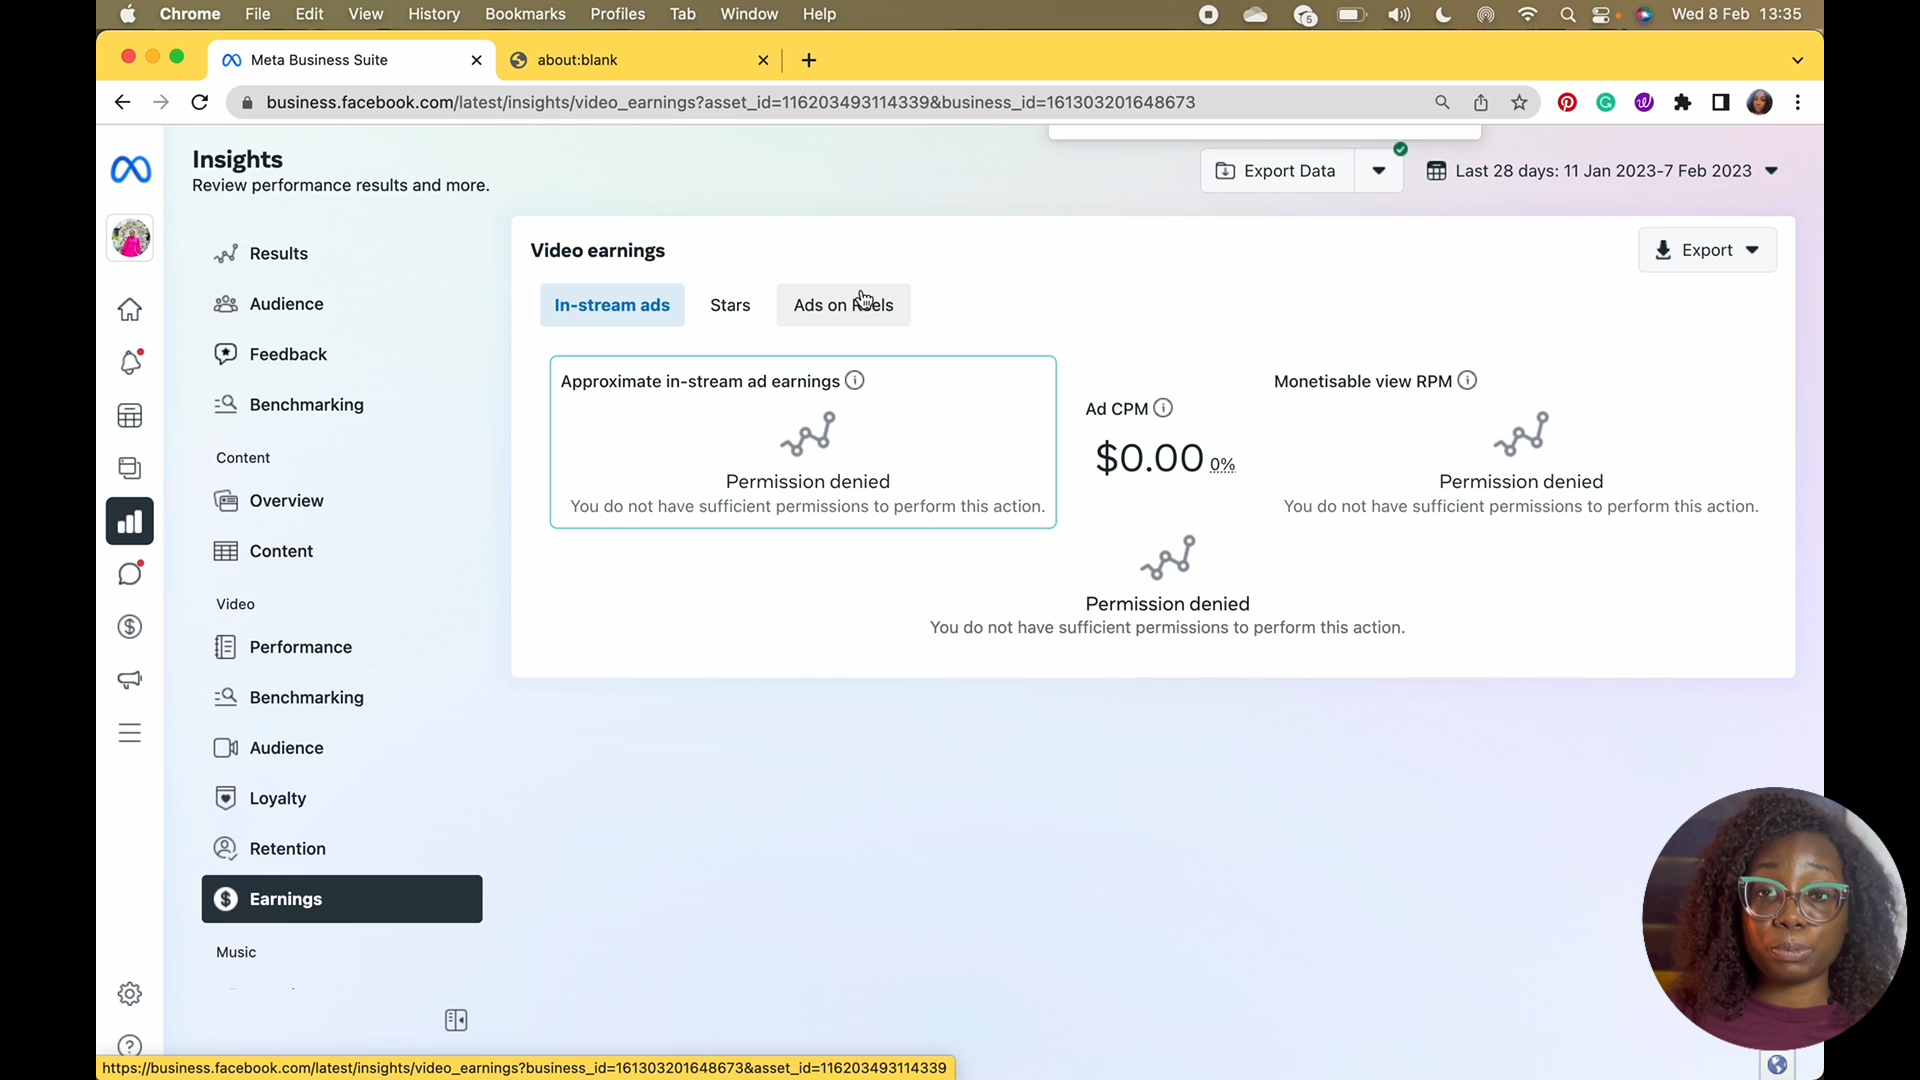 Chrome File Edit View History Bookmarks Profiles Tab Window Help
5
Wed 8 Feb 13:35
Meta Business Suite
about:blank
business.facebook.com/latest/insights/video_earnings?asset_id=116203493114339&business_id=161303201648673
Insights
Review performance results and more.
Export Data
Last 28 days: 11 Jan 2023-7 Feb 2023
Results
Audience
Feedback
Benchmarking
Content
Overview
Content
Video
Performance
Benchmarking
Audience
Loyalty
Retention
Earnings
Music
Video earnings
Export
In-stream ads
Stars
Ads on Reels
Approximate in-stream ad earnings
Permission denied
You do not have sufficient permissions to perform this action.
Ad CPM
$0.00 0%
Monetisable view RPM
Permission denied
You do not have sufficient permissions to perform this action.
Permission denied
You do not have sufficient permissions to perform this action.
https://business.facebook.com/latest/insights/video_earnings?business_id=161303201648673&asset_id=116203493114339